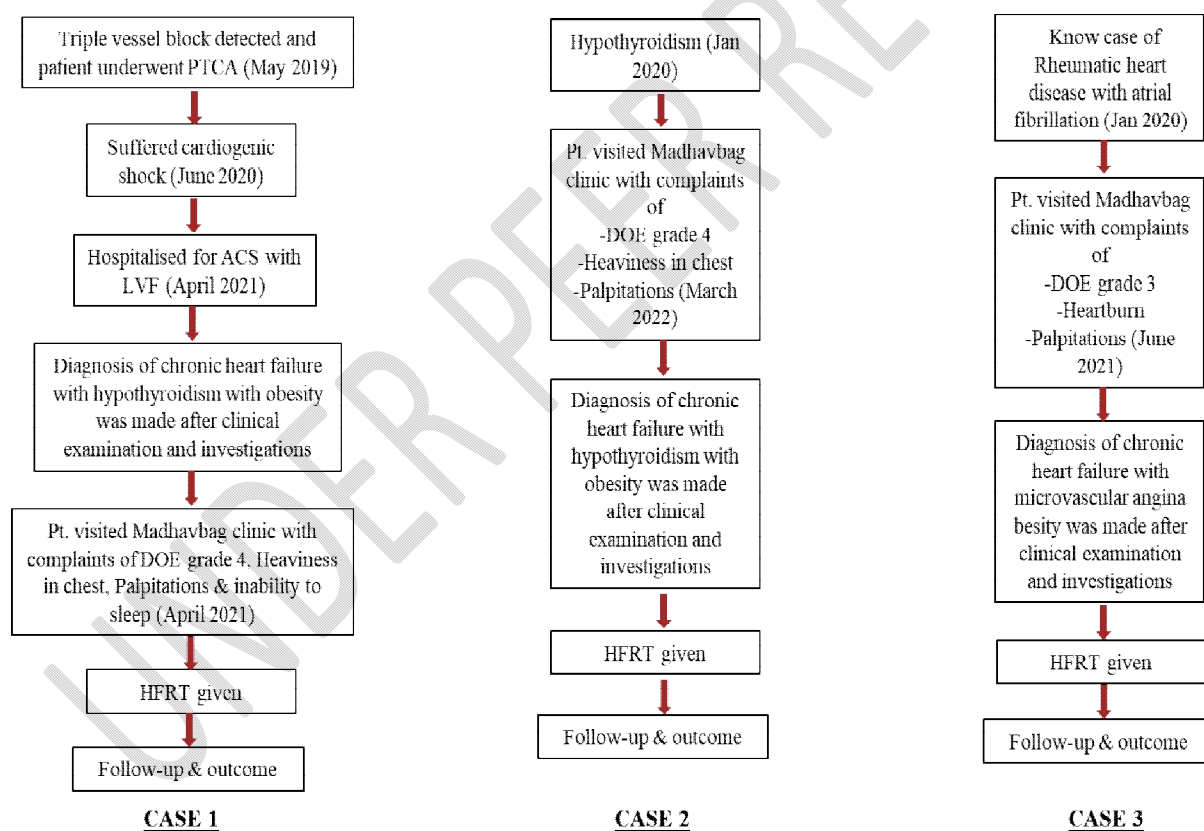 Triple vessel block detected and
patient underwent PTCA (May 2019)
Suffered cardiogenic
shock (June 2020)
Hospitalised for ACS with
LVF (April 2021)
Diagnosis of chronic heart failure
with hypothyroidism with obesity
was made after clinical
examination and investigations
Pt. visited Madhavbag clinic with
complaints of DOE grade 4, Heaviness
in chest, Palpitations & inability to
sleep (April 2021)
HFRT given
Follow-up & outcome
CASE 1
Hypothyroidism (Jan
2020)
Pt. visited Madhavbag
clinic with complaints
of
-DOE grade 4
-Heaviness in chest
-Palpitations (March
2022)
Diagnosis of chronic
heart failure with
hypothyroidism with
obesity was made
after clinical
examination and
investigations
HFRT given
Follow-up & outcome
CASE 2
Know case of
Rheumatic heart
disease with atrial
fibrillation (Jan 2020)
Pt. visited Madhavbag
clinic with complaints
of
-DOE grade 3
-Heartburn
-Palpitations (June
2021)
Diagnosis of chronic
heart failure with
microvascular angina
besity was made after
clinical examination
and investigations
HFRT given
Follow-up & outcome
CASE 3
UNDER PEER RE